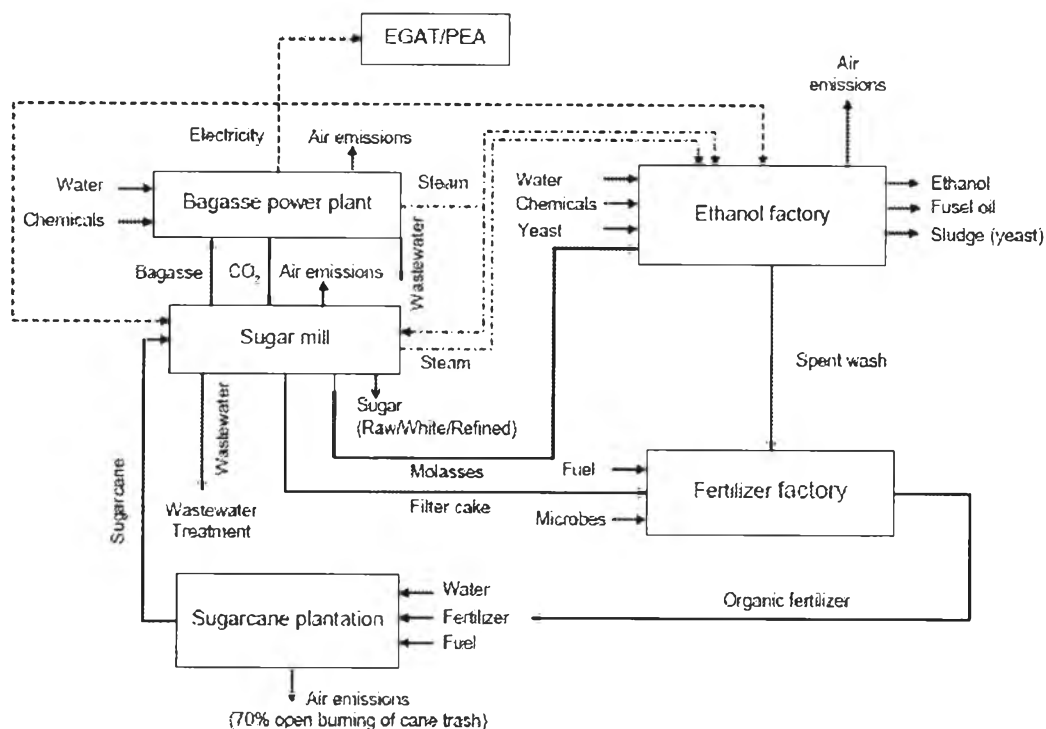 EGAT/PEA
Air
emissions
Electricity
Air emissions
Water
Chemicals
Bagasse power plant
Steam
Wastewater
Water
Chemicals
Yeast
Ethanol factory
Ethanol
Fusel oil
Sludge (yeast)
Bagasse
CO₂
Air emissions
Sugar mill
Steam
Spent wash
Sugarcane
Wastewater
Sugar
(Raw/White/Refined)
Molasses
Filter cake
Wastewater
Treatment
Fuel
Microbes
Fertilizer factory
Sugarcane plantation
Water
Fertilizer
Fuel
Organic fertilizer
Air emissions
(70% open burning of cane trash)